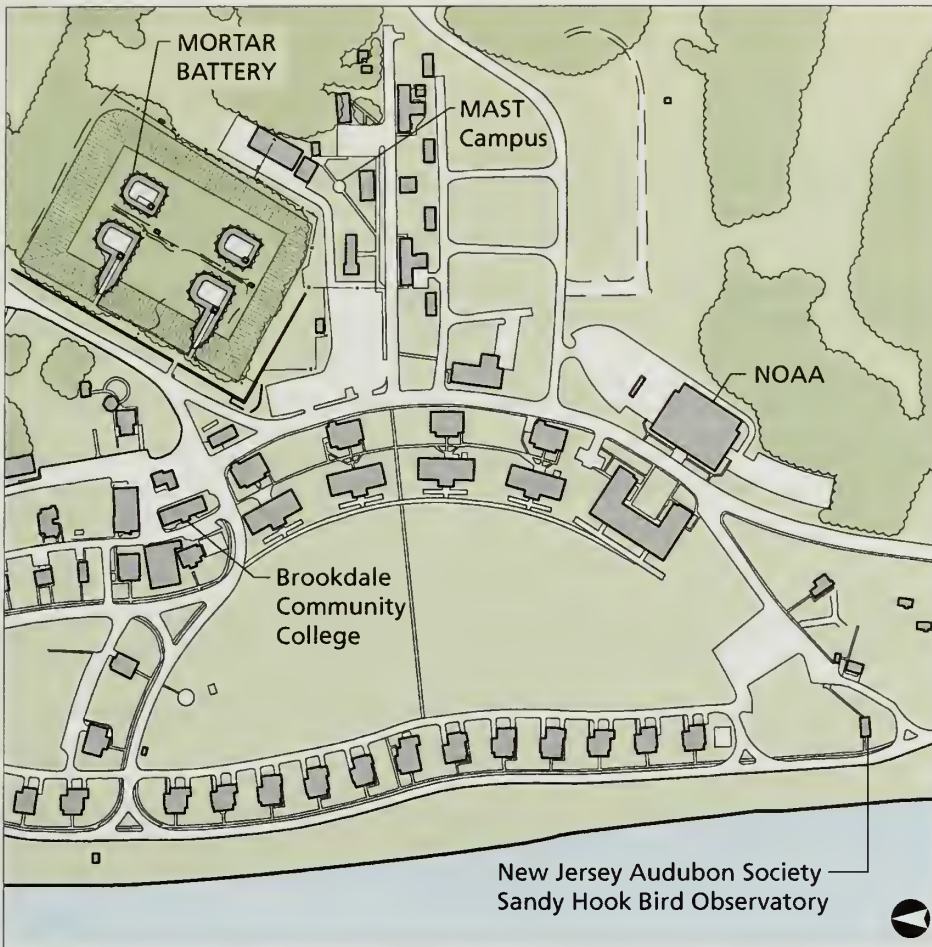 MORTAR
BATTERY
MAST
Campus
NOAA
Brookdale
Community
College
New Jersey Audubon Society
Sandy Hook Bird Observatory